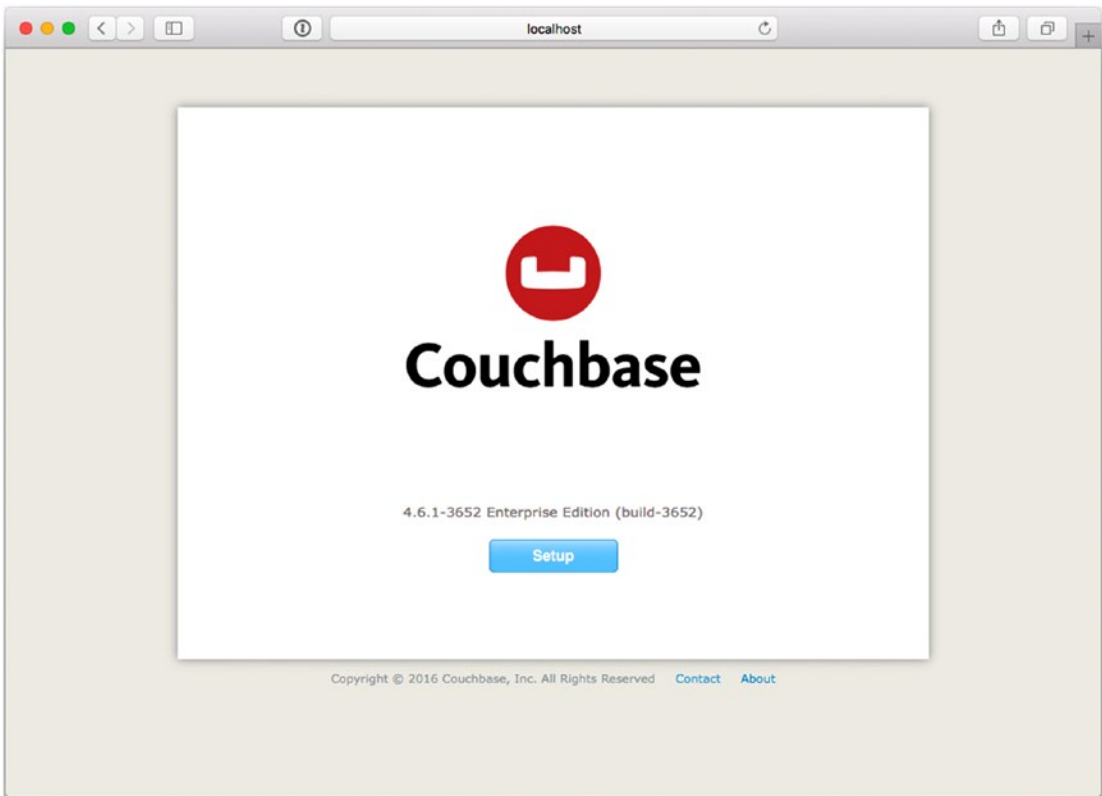 localhost
Couchbase
4.6.1-3652 Enterprise Edition (build-3652)
Setup
Copyright © 2016 Couchbase, Inc. All Rights Reserved Contact About